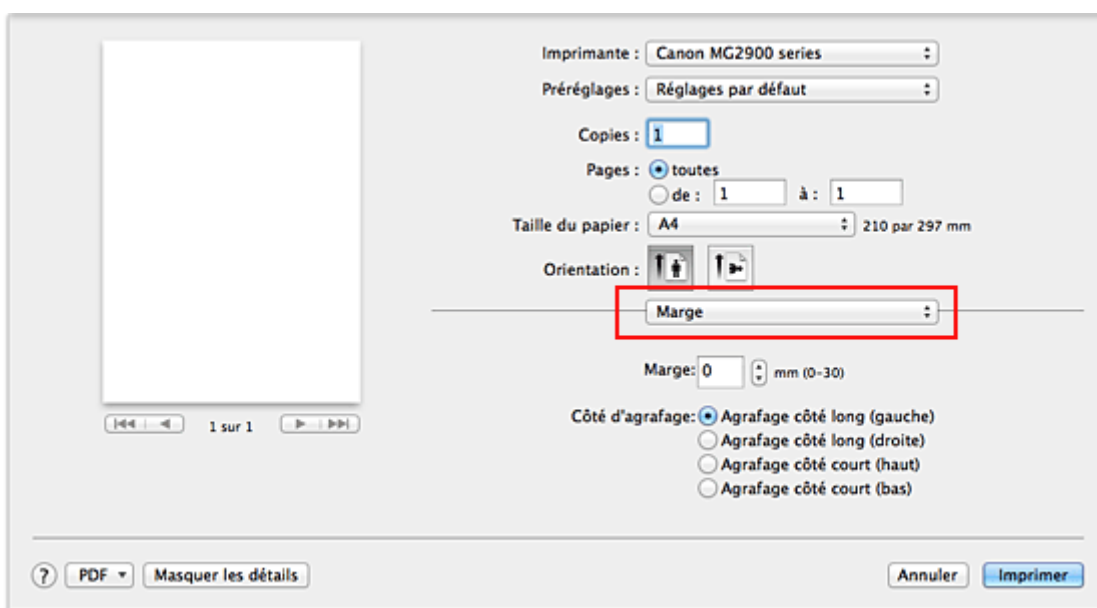 Imprimante : Canon MG2900 series
Préréglages : Réglages par défaut
Copies : 1
Pages : toutes
de : 1 à : 1
Taille du papier : A4 210 par 297 mm
Orientation :
Marge
Marge: 0 mm (0-30)
1 sur 1
Côté d'agrafage: Agrafage côté long (gauche)
Agrafage côté long (droite)
Agrafage côté court (haut)
Agrafage côté court (bas)
? PDF Masquer les détails Annuler Imprimer